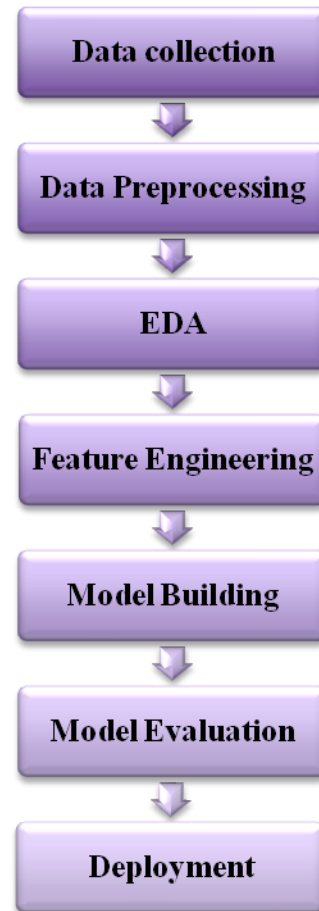 Data collection
Data Preprocessing
EDA
Feature Engineering
Model Building
Model Evaluation
Deployment